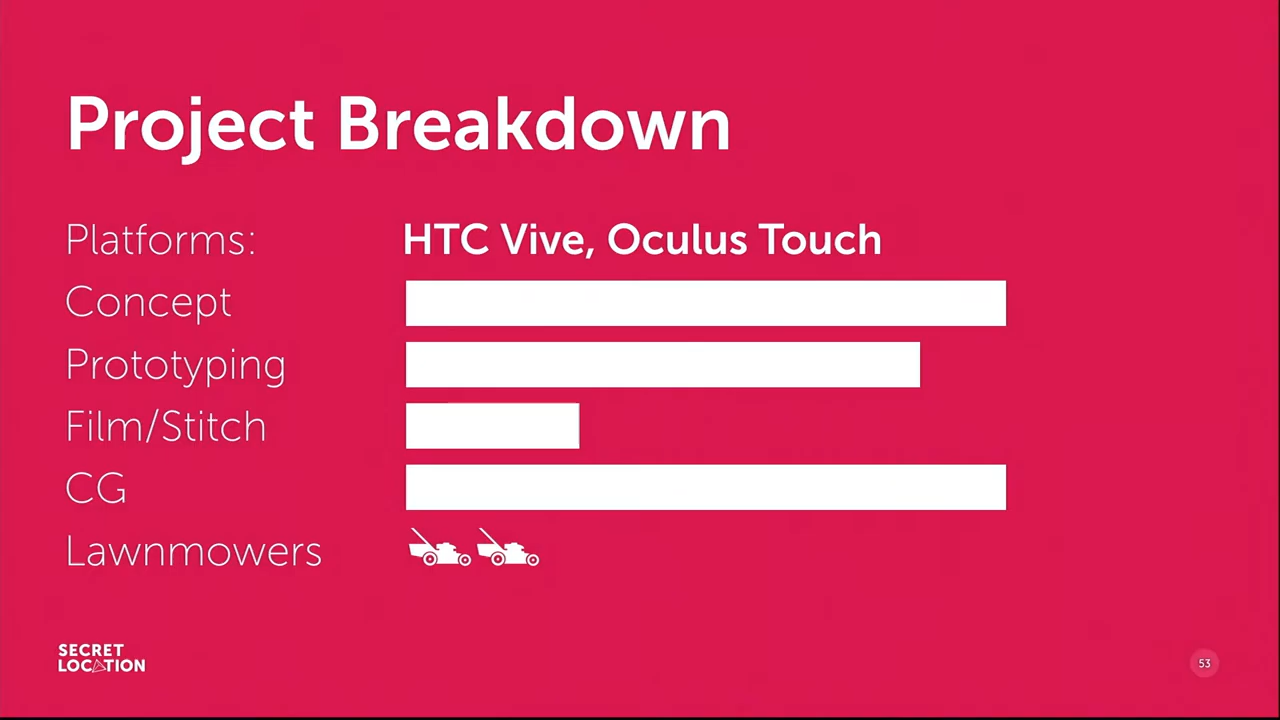 Project Breakdown
Platforms: HTC Vive, Oculus Touch
Concept
Prototyping
Film/Stitch
CG
Lawnmowers
SECRET
LOCATION
53